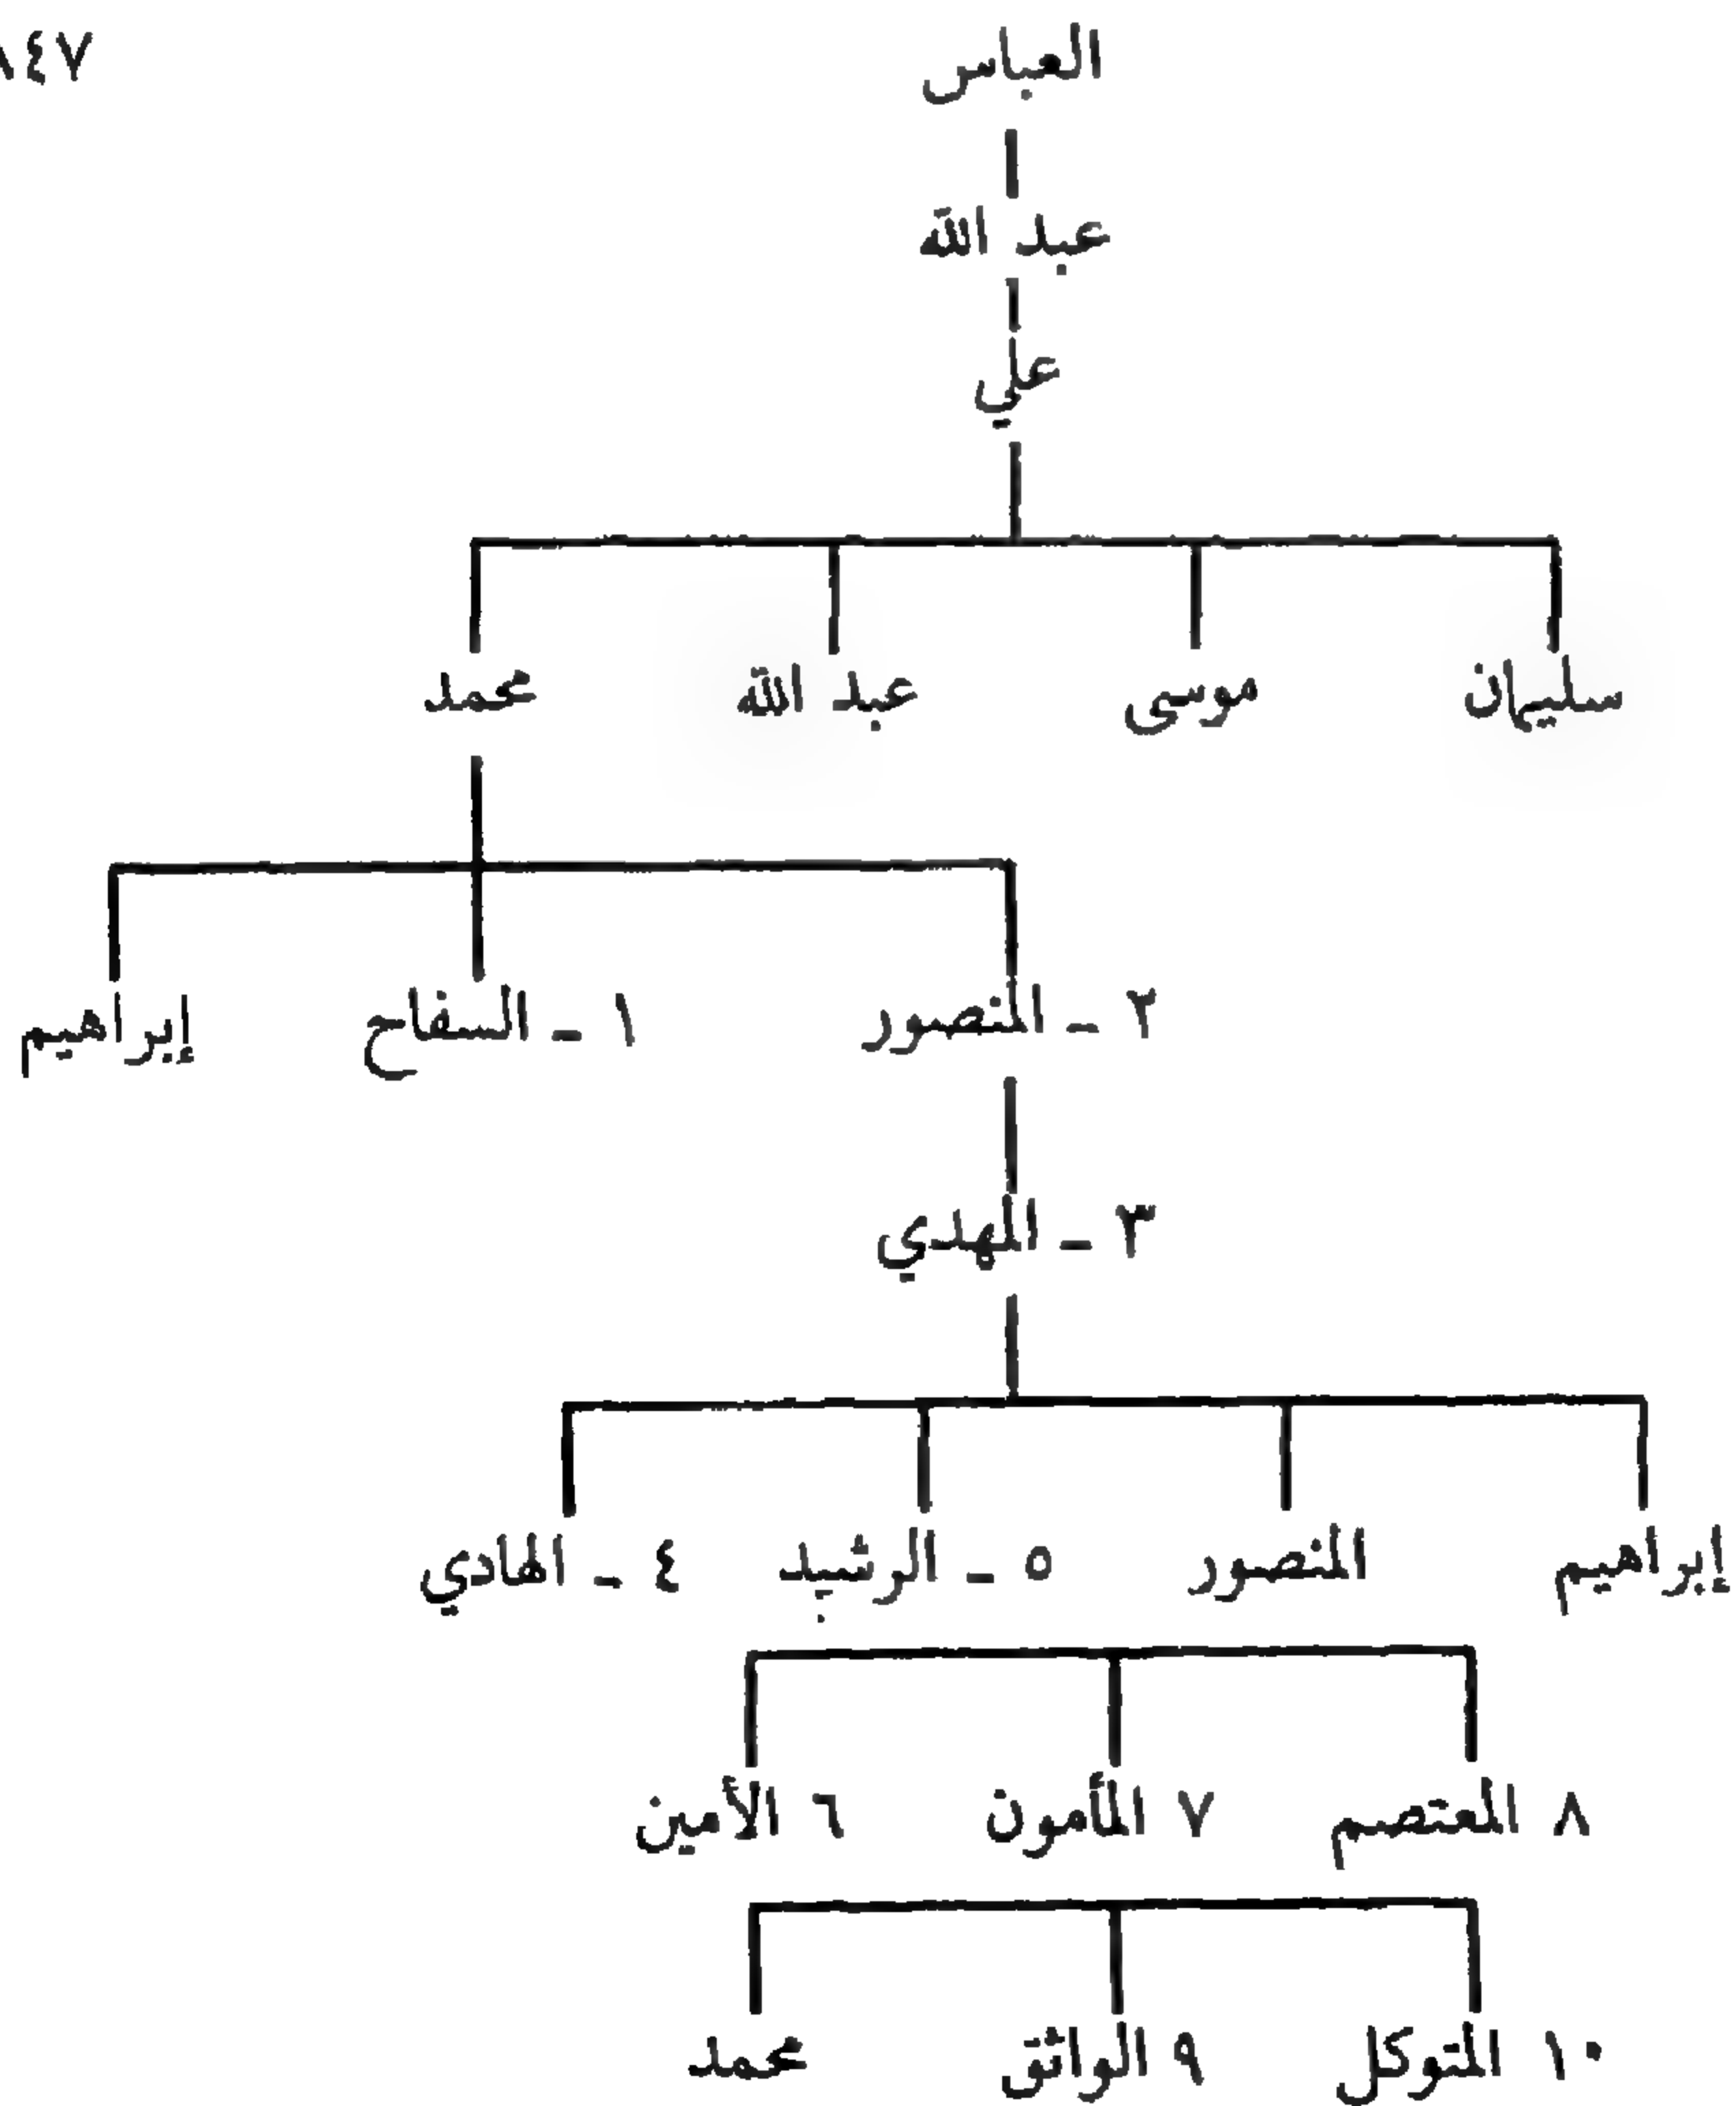 ٨٤٧
العباس
عبد الله
علي
سليمان موسى عبد الله محمد
٢ ـ المنصور ١ ـ السفاح إبراهيم
٣ ـ المهدي
إبراهيم المنصور ٥ ـ الرشيد ٤ ـ الهادي
٨ المعتصم ٧ المأمون ٦ الأمين
١٠ المتوكل ٩ الواثق محمد